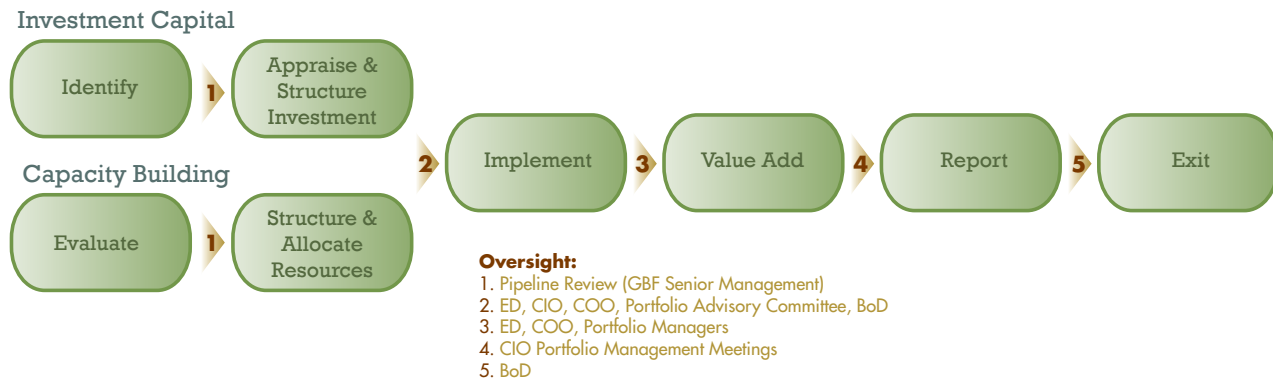 Investment Capital
Identify
1
Appraise &
Structure
Investment
Capacity Building
Evaluate
1
Structure &
Allocate
Resources
2
Implement
3
Value Add
4
Report
5
Exit
Oversight:
1. Pipeline Review (GBF Senior Management)
2. ED, CIO, COO, Portfolio Advisory Committee, BoD
3. ED, COO, Portfolio Managers
4. CIO Portfolio Management Meetings
5. BoD